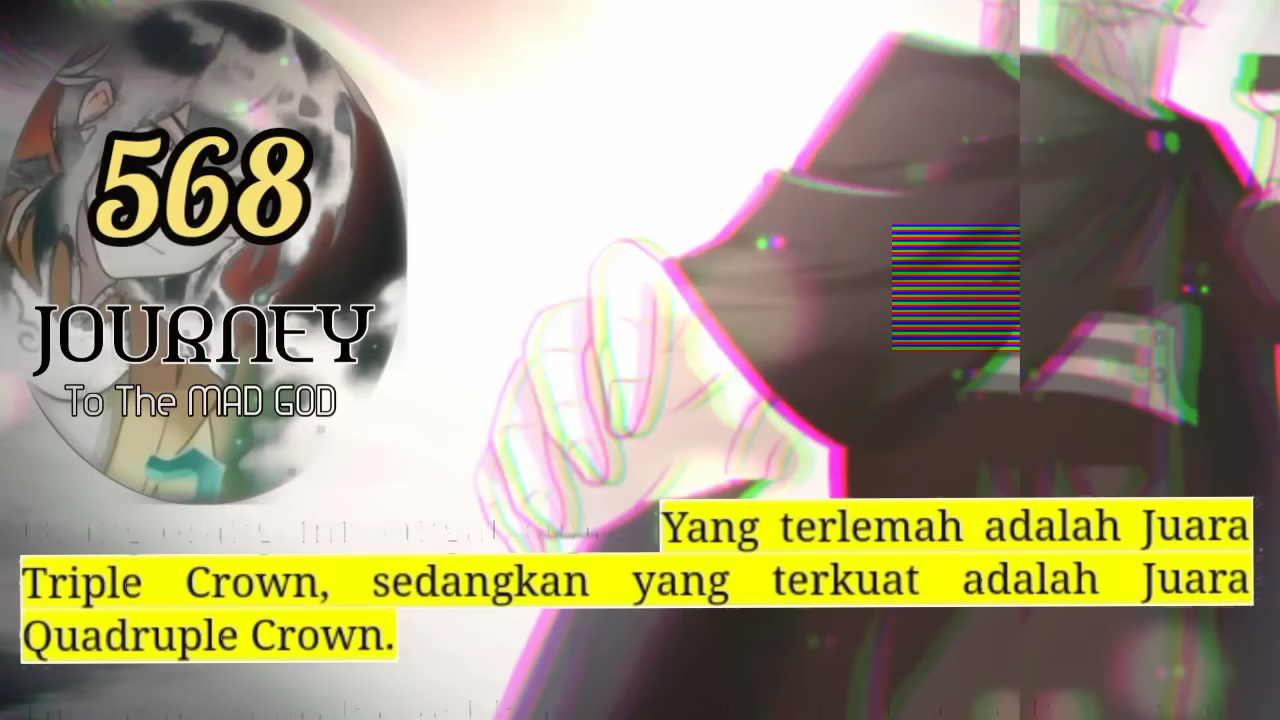 568
JOURNEY
To The MAD GOD
Yang terlemah adalah Juara
Triple Crown, sedangkan yang terkuat adalah Juara
Quadruple Crown.